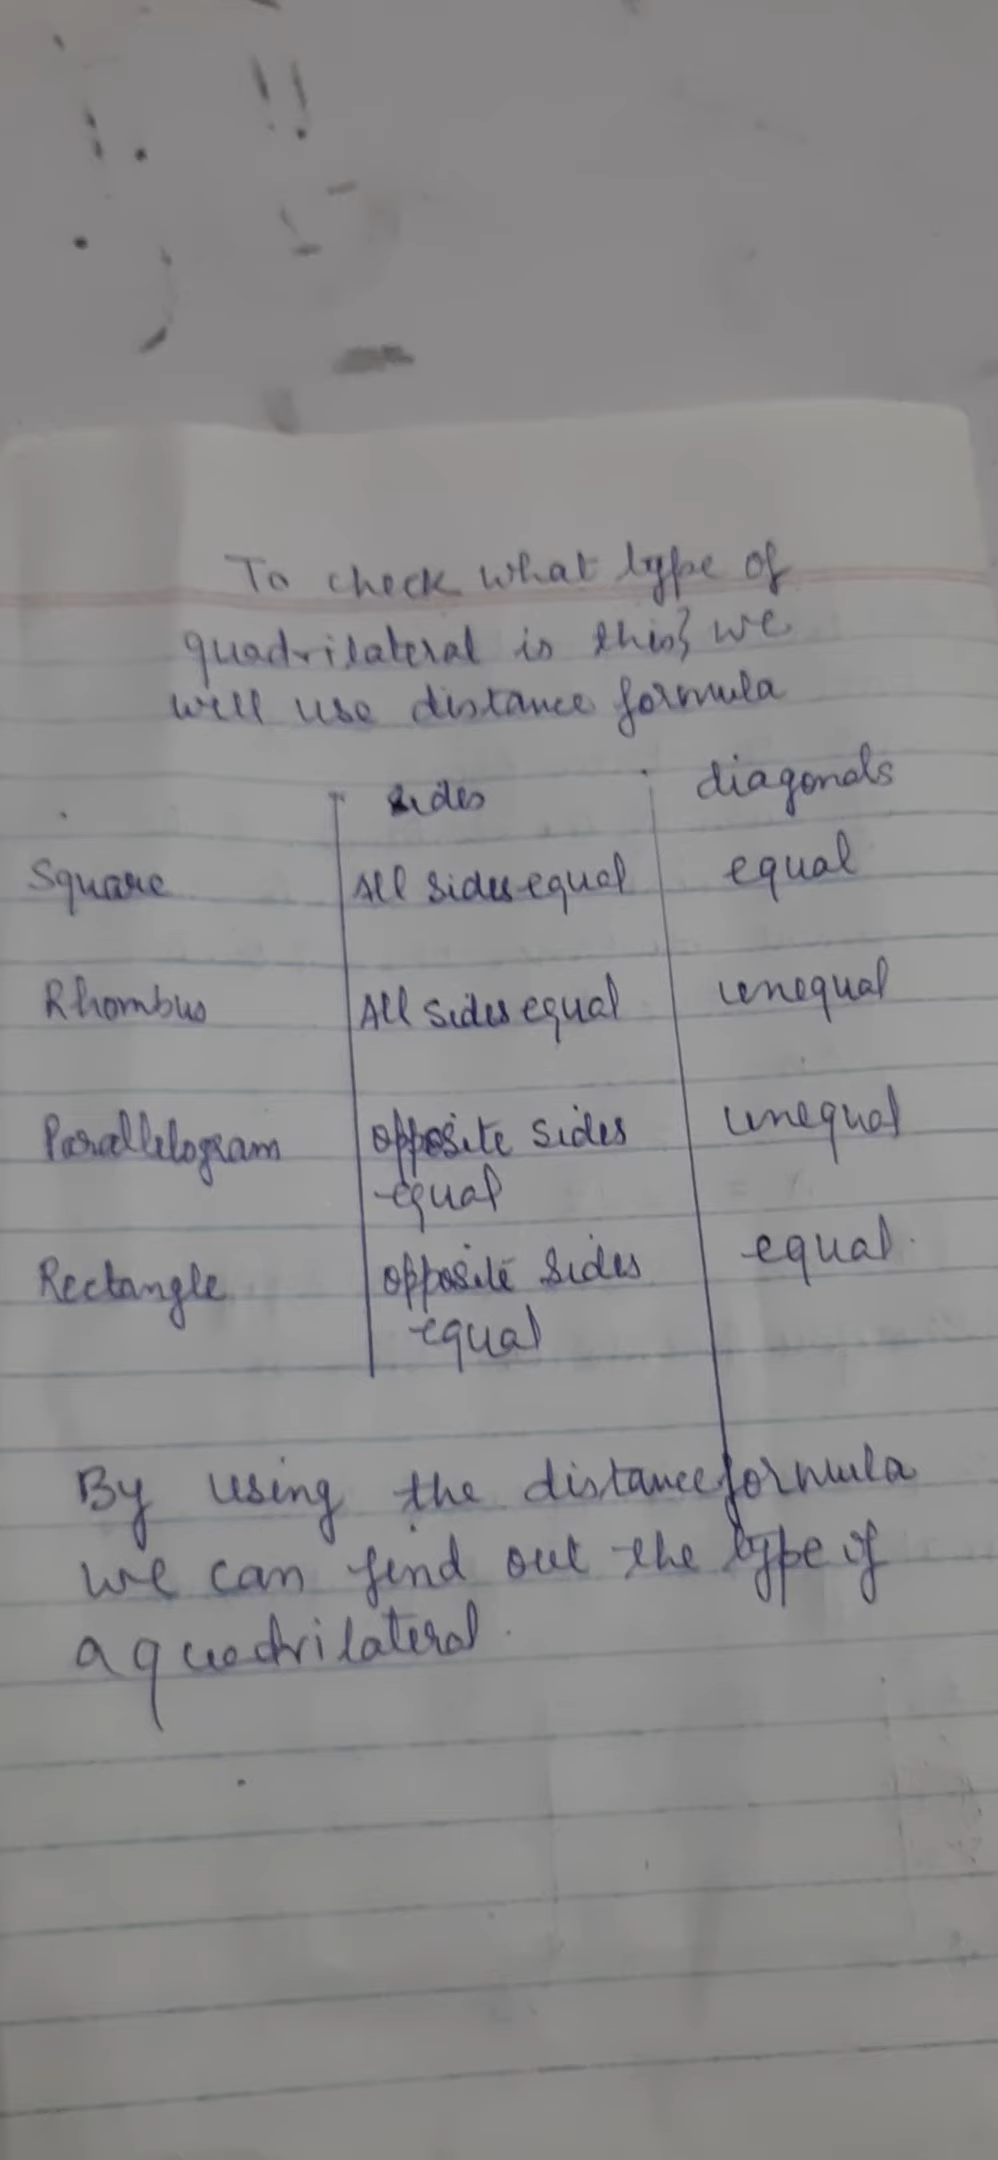 To check what type of
quadrilateral is this, we
will use distance formula
sides diagonals
Square All sides equal equal
Rhombus All sides equal unequal
Parallelogram opposite sides unequal
equal
Rectangle opposite sides equal.
equal
By using the distance formula
we can find out the type of
a quadrilateral.